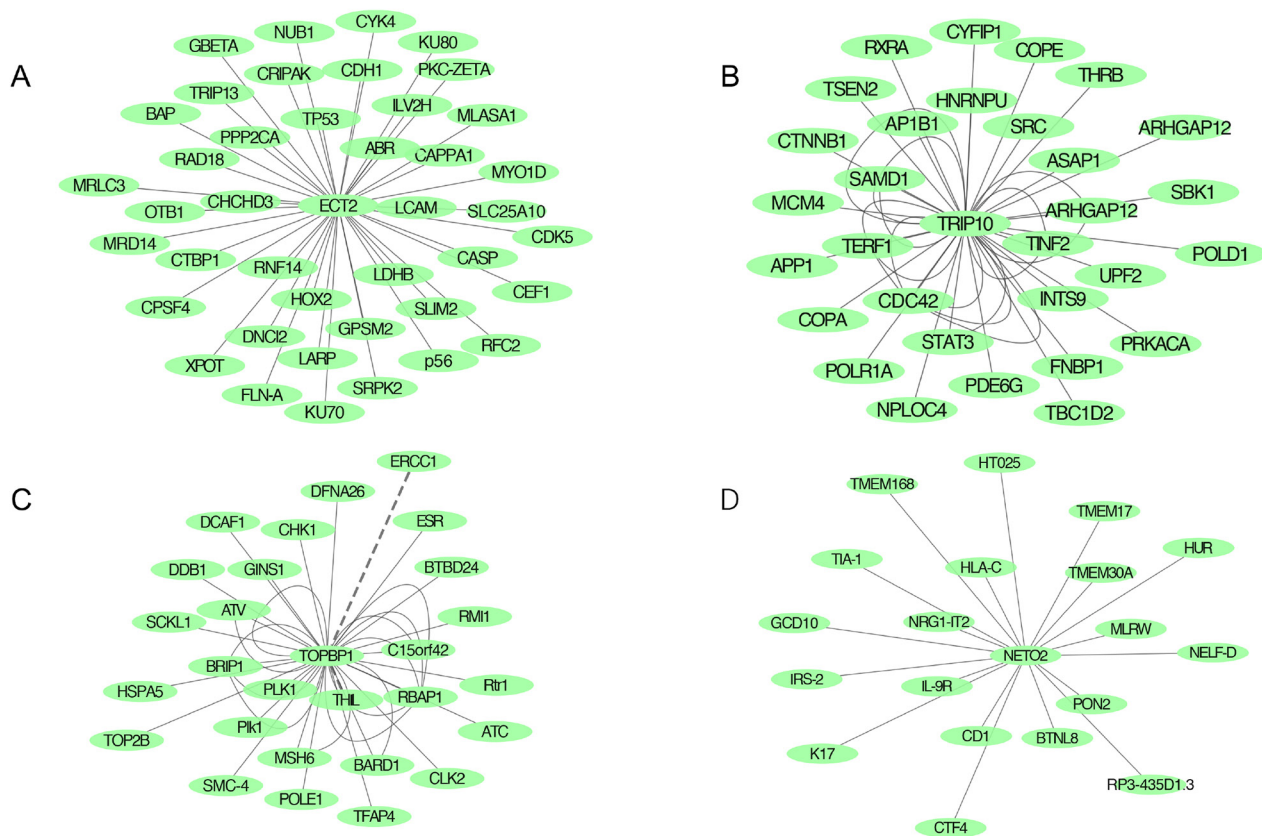 A
CYK4
NUB1
GBETA
KU80
CRIPAK
CDH1
PKC-ZETA
TRIP13
ILV2H
BAP
TP53
MLASA1
PPP2CA
ABR
CAPPA1
RAD18
MYO1D
MRLC3
CHCHD3
ECT2
LCAM
SLC25A10
OTB1
CDK5
MRD14
CTBP1
CASP
RNF14
LDHB
CEF1
CPSF4
HOX2
SLIM2
DNCI2
GPSM2
RFC2
XPOT
LARP
p56
FLN-A
SRPK2
KU70
B
CYFIP1
RXRA
COPE
THRB
TSEN2
HNRNPU
AP1B1
SRC
ARHGAP12
CTNNB1
ASAP1
SAMD1
SBK1
MCM4
ARHGAP12
TRIP10
TERF1
TINF2
POLD1
APP1
UPF2
CDC42
INTS9
COPA
STAT3
PRKACA
POLR1A
FNBP1
PDE6G
NPLOC4
TBC1D2
C
ERCC1
DFNA26
DCAF1
CHK1
ESR
DDB1
GINS1
BTBD24
ATV
RMI1
SCKL1
TOPBP1
C15orf42
BRIP1
Rtr1
HSPA5
PLK1
THIL
RBAP1
Plk1
ATC
TOP2B
MSH6
BARD1
CLK2
SMC-4
POLE1
TFAP4
D
HT025
TMEM168
TMEM17
HUR
TIA-1
HLA-C
TMEM30A
GCD10
NRG1-IT2
MLRW
NETO2
NELF-D
IRS-2
IL-9R
PON2
CD1
BTNL8
K17
RP3-435D1.3
CTF4